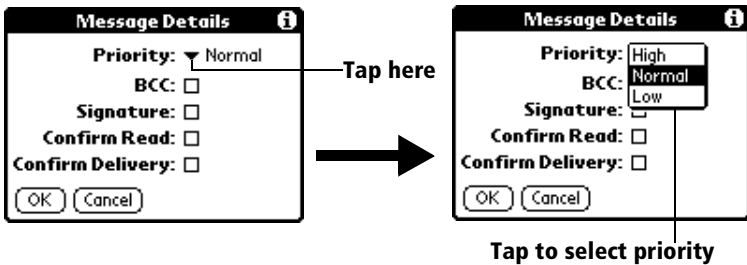 Message Details i
Priority: Normal
BCC:
Signature:
Confirm Read:
Confirm Delivery:
OK Cancel
Tap here
Message Details i
Priority: High
Normal
BCC:
Low
Signature:
Confirm Read:
Confirm Delivery:
OK Cancel
Tap to select priority